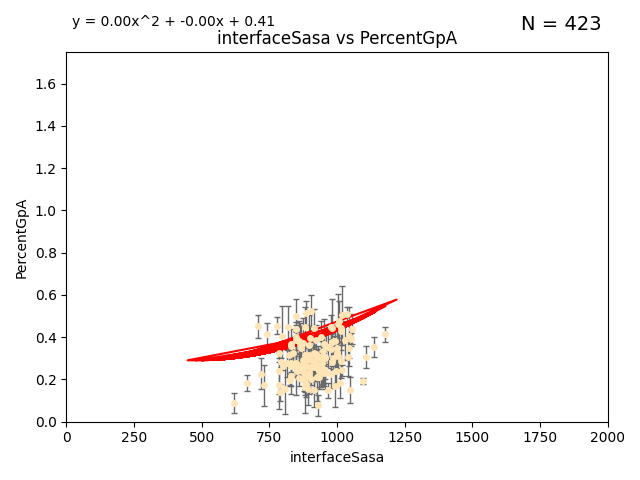 y = 0.00x^2 + -0.00x + 0.41
N = 423
interfaceSasa vs PercentGpA
PercentGpA
1.6
1.4
1.2
1.0
0.8
0.6
0.4
0.2
0.0
0 250 500 750 1000 1250 1500 1750 2000
interfaceSasa